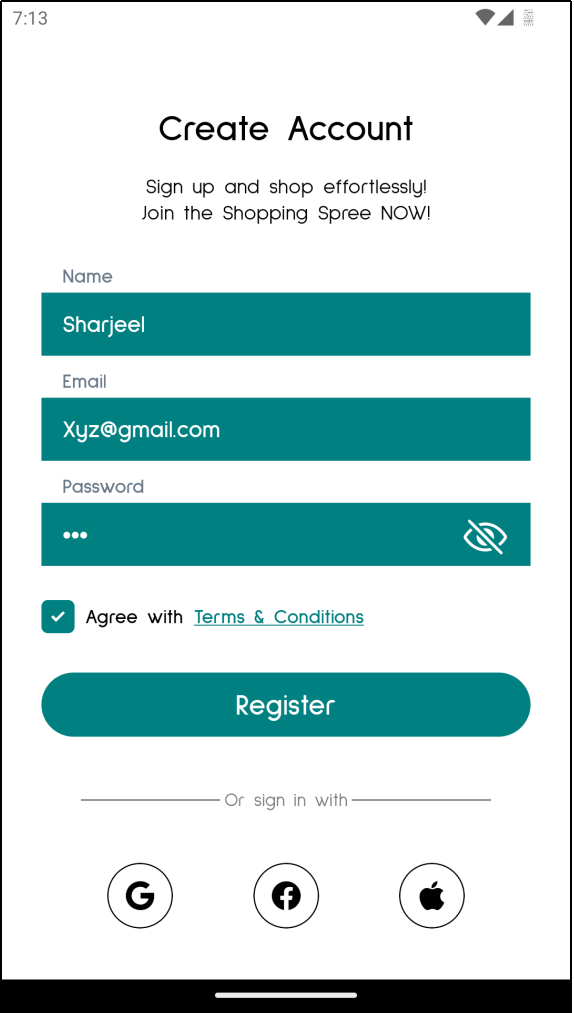 7:13
Create Account
Sign up and shop effortlessly!
Join the Shopping Spree NOW!
Name
Sharjeel
Email
Xyz@gmail.com
Password
•••
Agree with Terms & Conditions
Register
Or sign in with